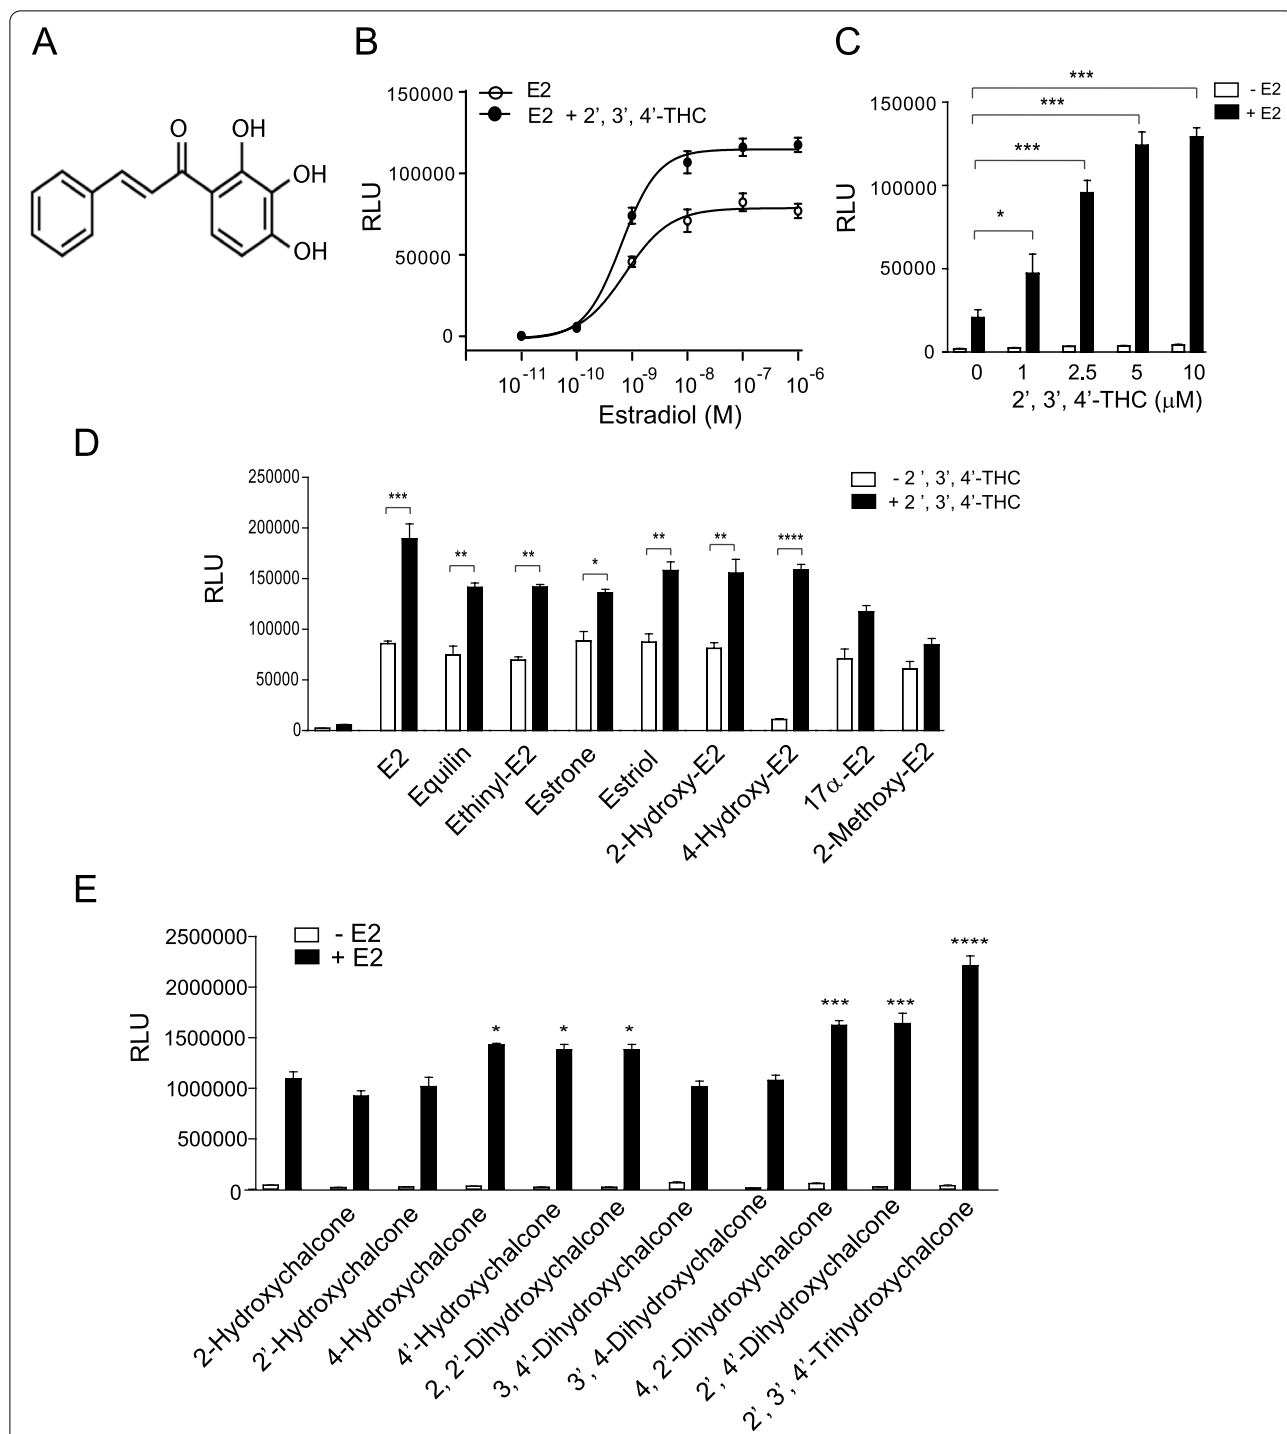 A
O
OH
OH
OH
B
E2
E2 + 2’, 3’, 4’-THC
RLU
150000
100000
50000
0
10-11 10-10 10-9 10-8 10-7 10-6
Estradiol (M)
C
- E2
+ E2
***
***
***
*
RLU
150000
100000
50000
0
0 1 2.5 5 10
2’, 3’, 4’-THC (μM)
D
- 2 ’, 3’, 4’-THC
+ 2 ’, 3’, 4’-THC
RLU
250000
200000
150000
100000
50000
0
*** ** ** * ** ** ****
E2
Equilin
Ethinyl-E2
Estrone
Estriol
2-Hydroxy-E2
4-Hydroxy-E2
17α-E2
2-Methoxy-E2
E
- E2
+ E2
RLU
2500000
2000000
1500000
1000000
500000
0
* * * *** *** ****
2-Hydroxychalcone
2’-Hydroxychalcone
4-Hydroxychalcone
4’-Hydroxychalcone
2, 2’-Dihydroxychalcone
3, 4’-Dihydroxychalcone
3’, 4-Dihydroxychalcone
4, 2’-Dihydroxychalcone
2’, 4’-Dihydroxychalcone
2’, 3’, 4’-Trihydroxychalcone